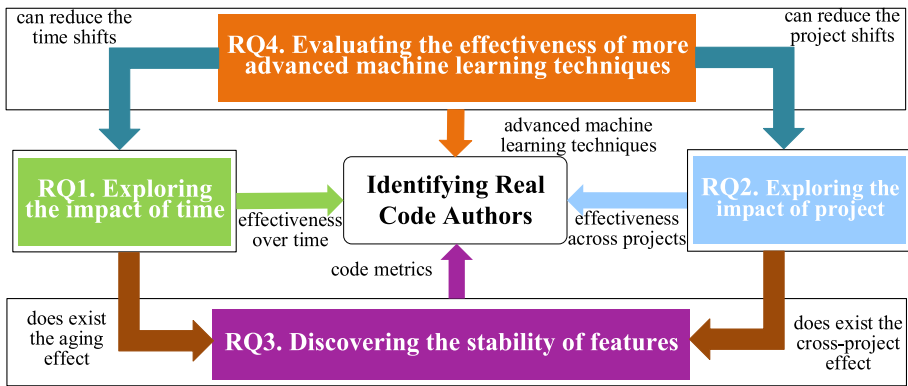 can reduce the
time shifts
RQ4. Evaluating the effectiveness of more
advanced machine learning techniques
can reduce the
project shifts
advanced machine
learning techniques
RQ1. Exploring
the impact of time
effectiveness
over time
Identifying Real
Code Authors
effectiveness
across projects
RQ2. Exploring the
impact of project
code metrics
does exist
the aging
effect
RQ3. Discovering the stability of features
does exist the
cross-project
effect